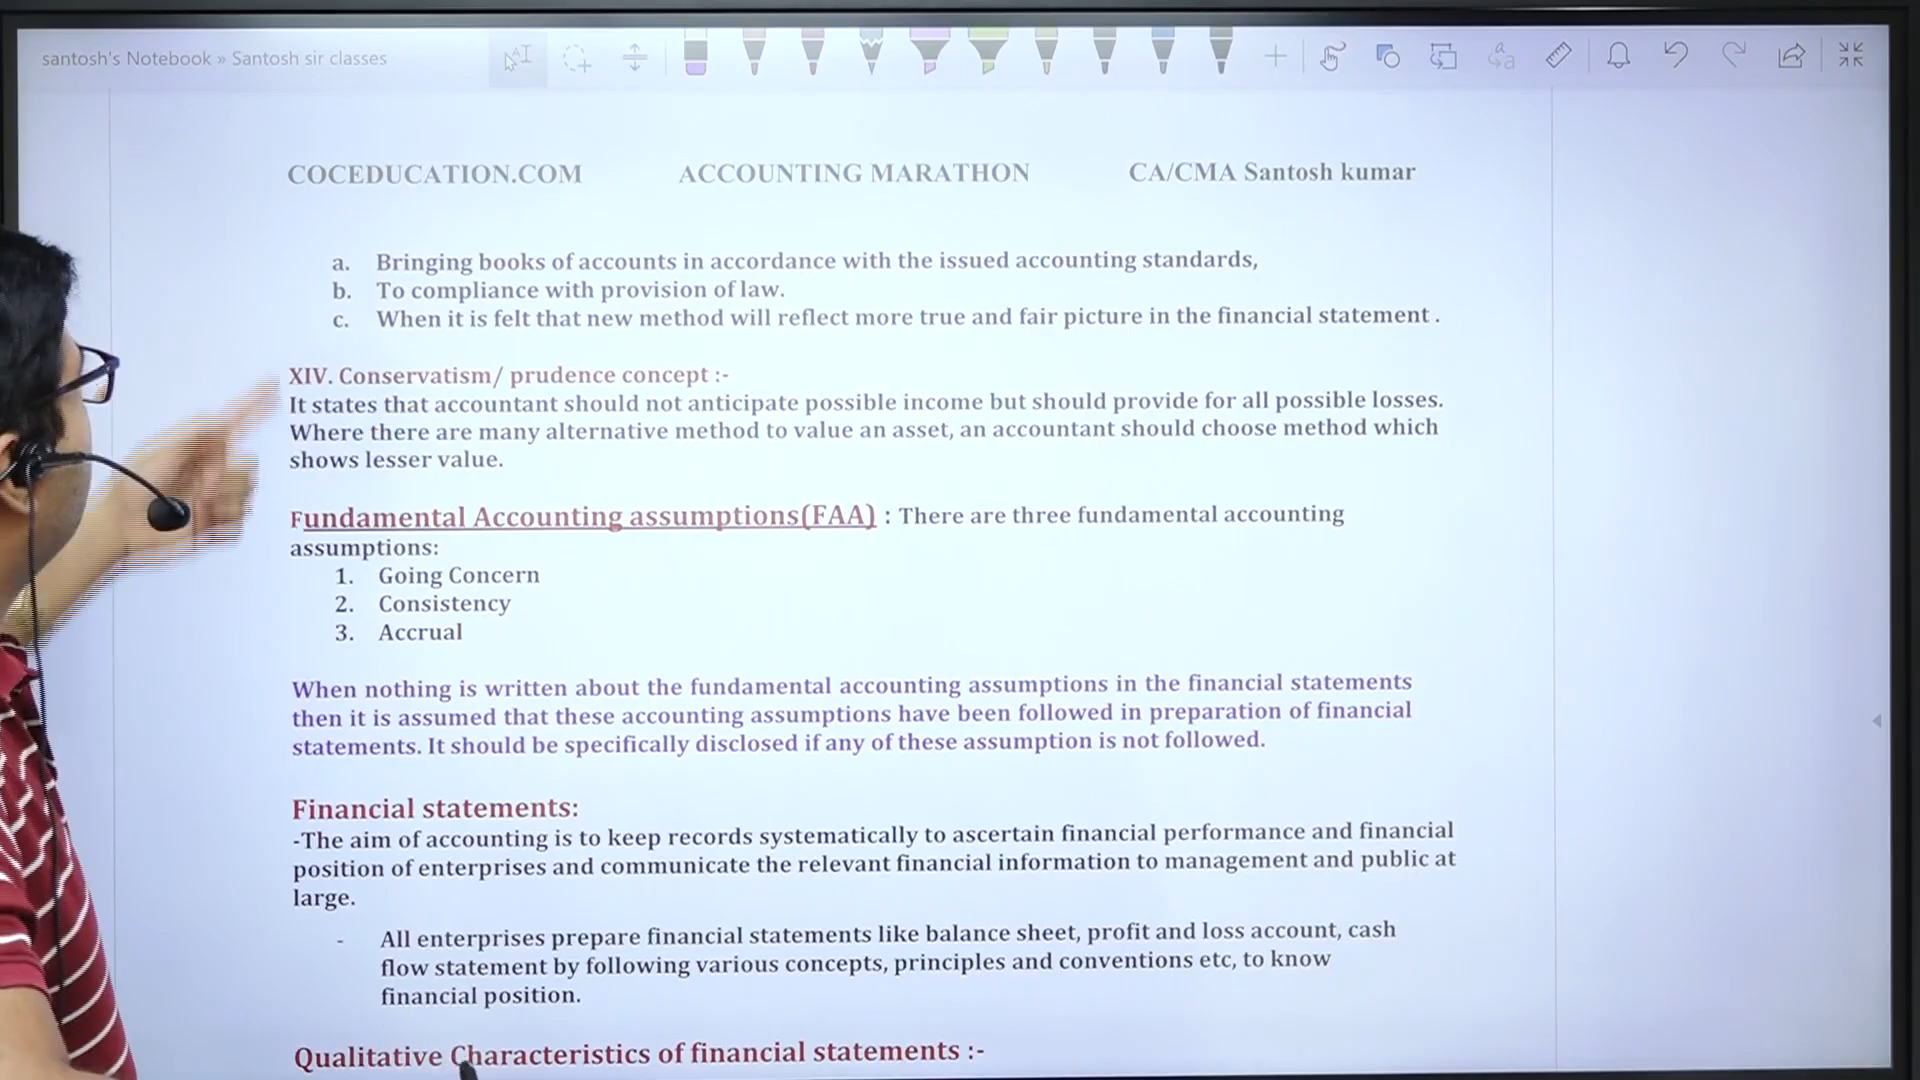 santosh's Notebook » Santosh sir classes
COCEDUCATION.COM ACCOUNTING MARATHON CA/CMA Santosh kumar
a. Bringing books of accounts in accordance with the issued accounting standards,
b. To compliance with provision of law.
c. When it is felt that new method will reflect more true and fair picture in the financial statement .
XIV. Conservatism/ prudence concept :-
It states that accountant should not anticipate possible income but should provide for all possible losses.
Where there are many alternative method to value an asset, an accountant should choose method which
shows lesser value.
Fundamental Accounting assumptions(FAA) : There are three fundamental accounting
assumptions:
1. Going Concern
2. Consistency
3. Accrual
When nothing is written about the fundamental accounting assumptions in the financial statements
then it is assumed that these accounting assumptions have been followed in preparation of financial
statements. It should be specifically disclosed if any of these assumption is not followed.
Financial statements:
-The aim of accounting is to keep records systematically to ascertain financial performance and financial
position of enterprises and communicate the relevant financial information to management and public at
large.
- All enterprises prepare financial statements like balance sheet, profit and loss account, cash
flow statement by following various concepts, principles and conventions etc, to know
financial position.
Qualitative Characteristics of financial statements :-